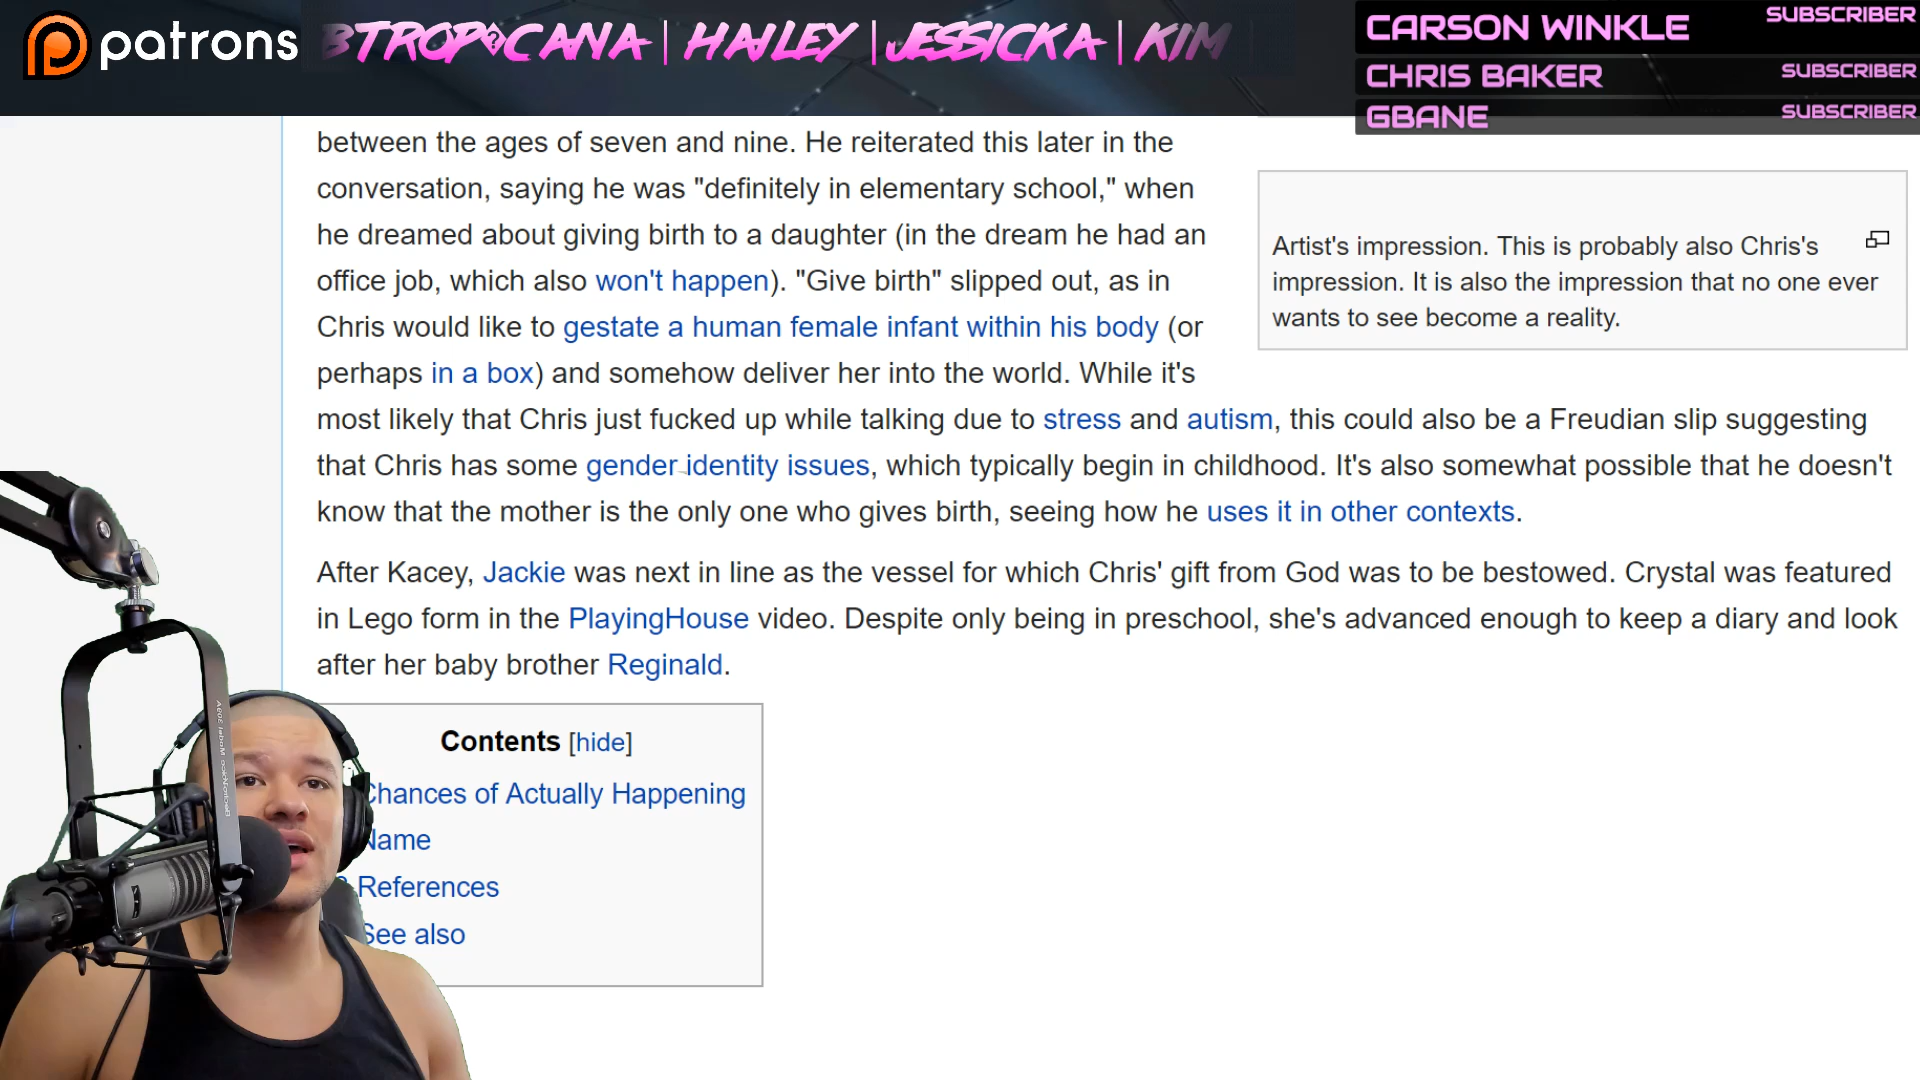 patrons
BTROP CANA | HAILEY | JESSICKA | KIM
CARSON WINKLE SUBSCRIBER
CHRIS BAKER SUBSCRIBER
GBANE SUBSCRIBER
between the ages of seven and nine. He reiterated this later in the
conversation, saying he was "definitely in elementary school," when
he dreamed about giving birth to a daughter (in the dream he had an
office job, which also won't happen). "Give birth" slipped out, as in
Chris would like to gestate a human female infant within his body (or
perhaps in a box) and somehow deliver her into the world. While it's
most likely that Chris just fucked up while talking due to stress and autism, this could also be a Freudian slip suggesting
that Chris has some gender identity issues, which typically begin in childhood. It's also somewhat possible that he doesn't
know that the mother is the only one who gives birth, seeing how he uses it in other contexts.
Artist's impression. This is probably also Chris's
impression. It is also the impression that no one ever
wants to see become a reality.
After Kacey, Jackie was next in line as the vessel for which Chris' gift from God was to be bestowed. Crystal was featured
in Lego form in the PlayingHouse video. Despite only being in preschool, she's advanced enough to keep a diary and look
after her baby brother Reginald.
Contents [hide]
Chances of Actually Happening
Name
References
See also